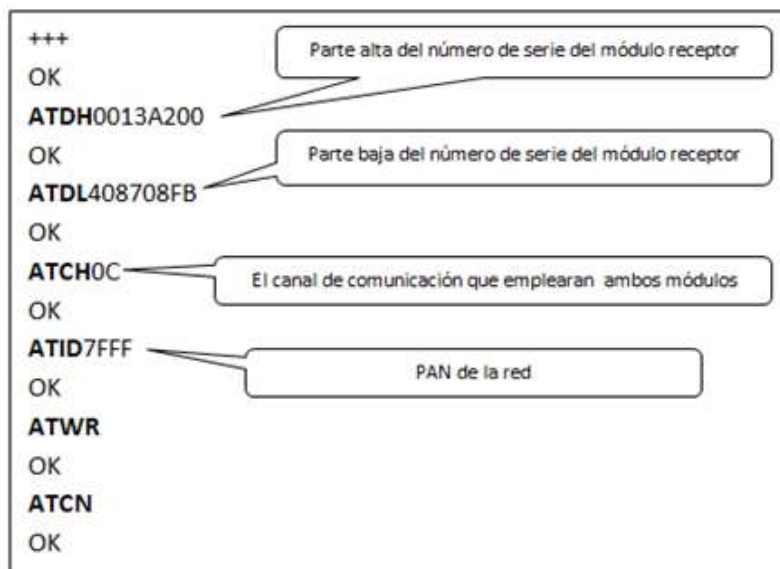 +++
Parte alta del número de serie del módulo receptor
OK
ATDH0013A200
OK
Parte baja del número de serie del módulo receptor
ATDL408708FB
OK
ATCH0C
El canal de comunicación que emplearan ambos módulos
OK
ATID7FFF
PAN de la red
OK
ATWR
OK
ATCN
OK